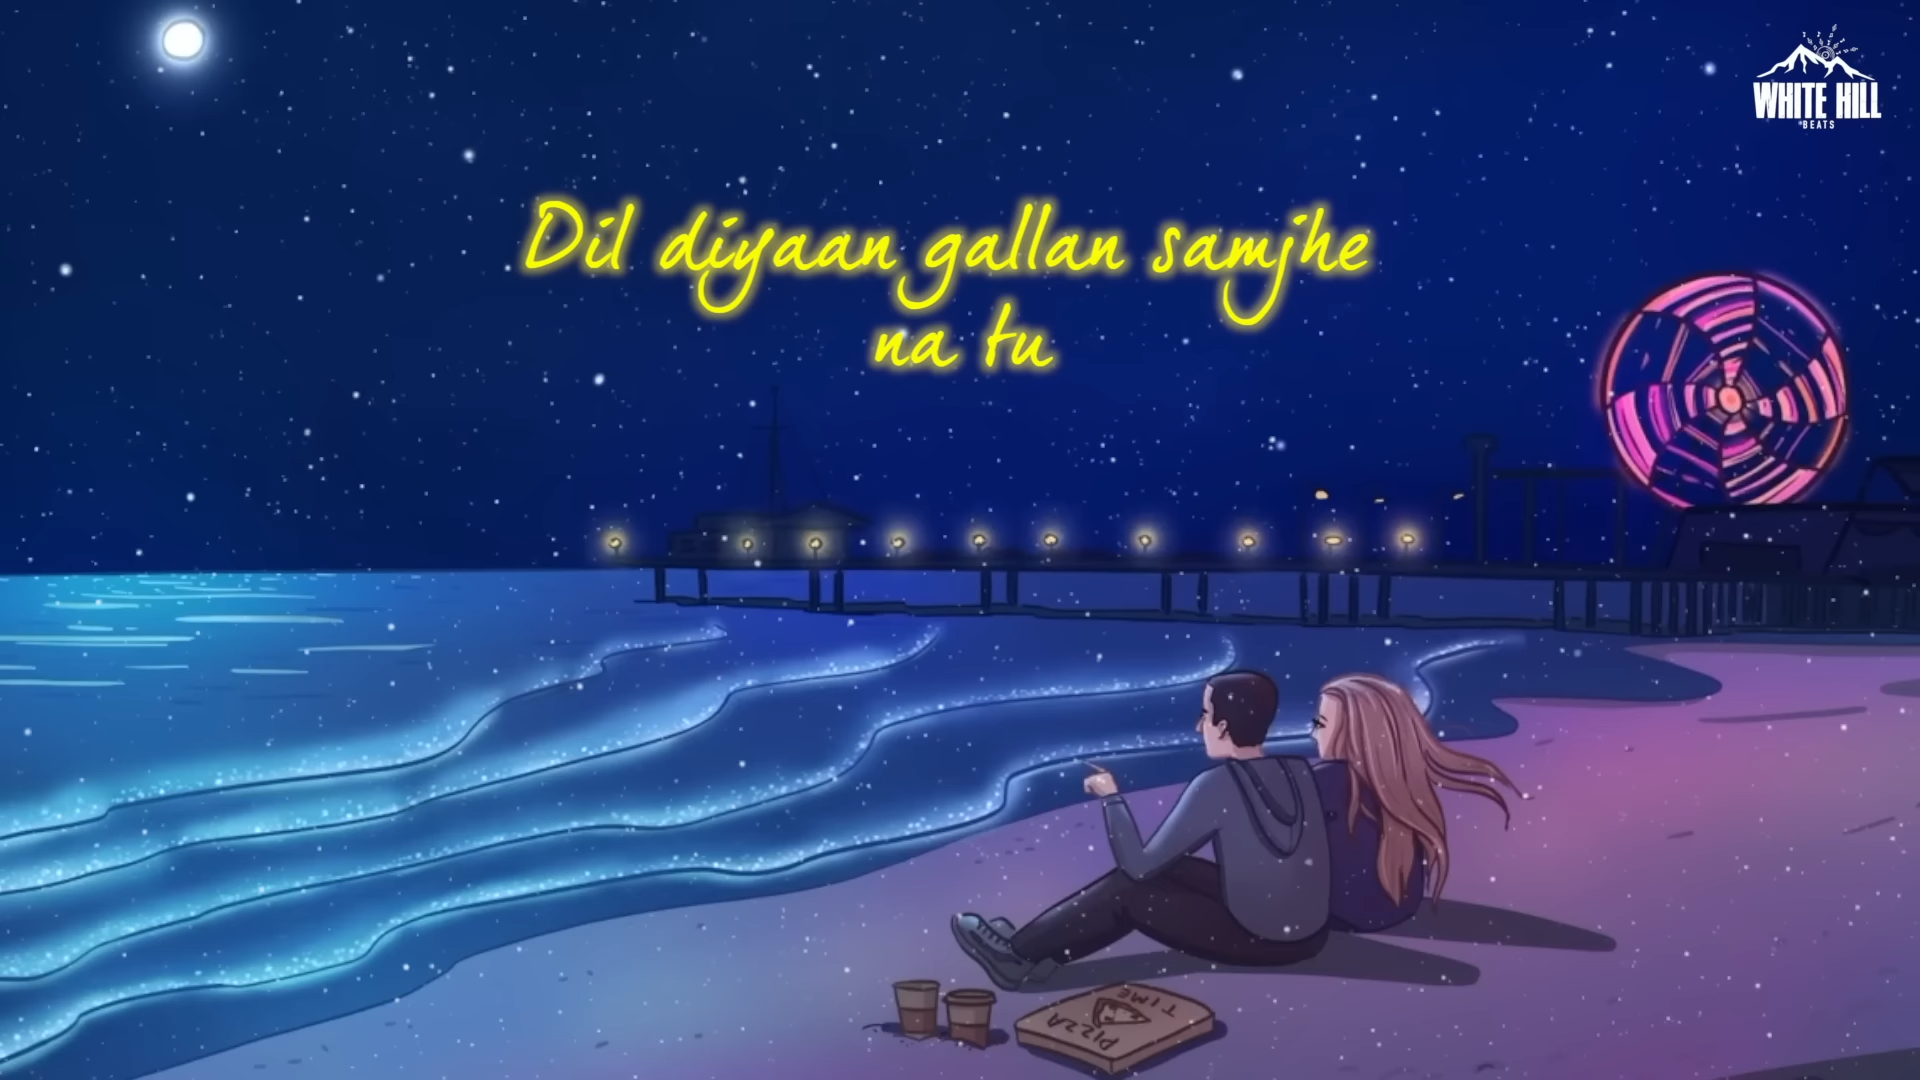 WHITE HILL
BEATS
Dil diyaan gallan samjhe
na tu
PIZZA
TIME